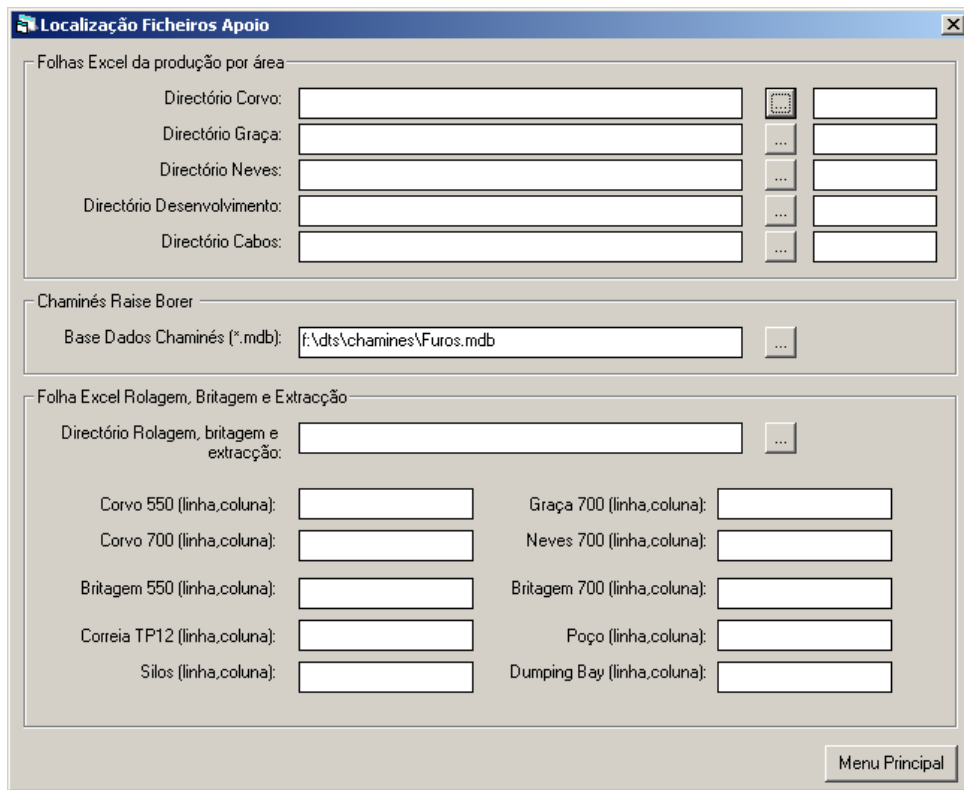 Localização Ficheiros Apoio
Folhas Excel da produção por área
Directório Corvo:
...
Directório Graça:
...
Directório Neves:
...
Directório Desenvolvimento:
...
Directório Cabos:
...
Chaminés Raise Borer
Base Dados Chaminés (*.mdb): f:\dts\chamines\Furos.mdb
...
Folha Excel Rolagem, Britagem e Extracção
Directório Rolagem, britagem e
extracção:
...
Corvo 550 (linha,coluna): Graça 700 (linha,coluna):
Corvo 700 (linha,coluna): Neves 700 (linha,coluna):
Britagem 550 (linha,coluna): Britagem 700 (linha,coluna):
Correia TP12 (linha,coluna): Poço (linha,coluna):
Silos (linha,coluna): Dumping Bay (linha,coluna):
Menu Principal